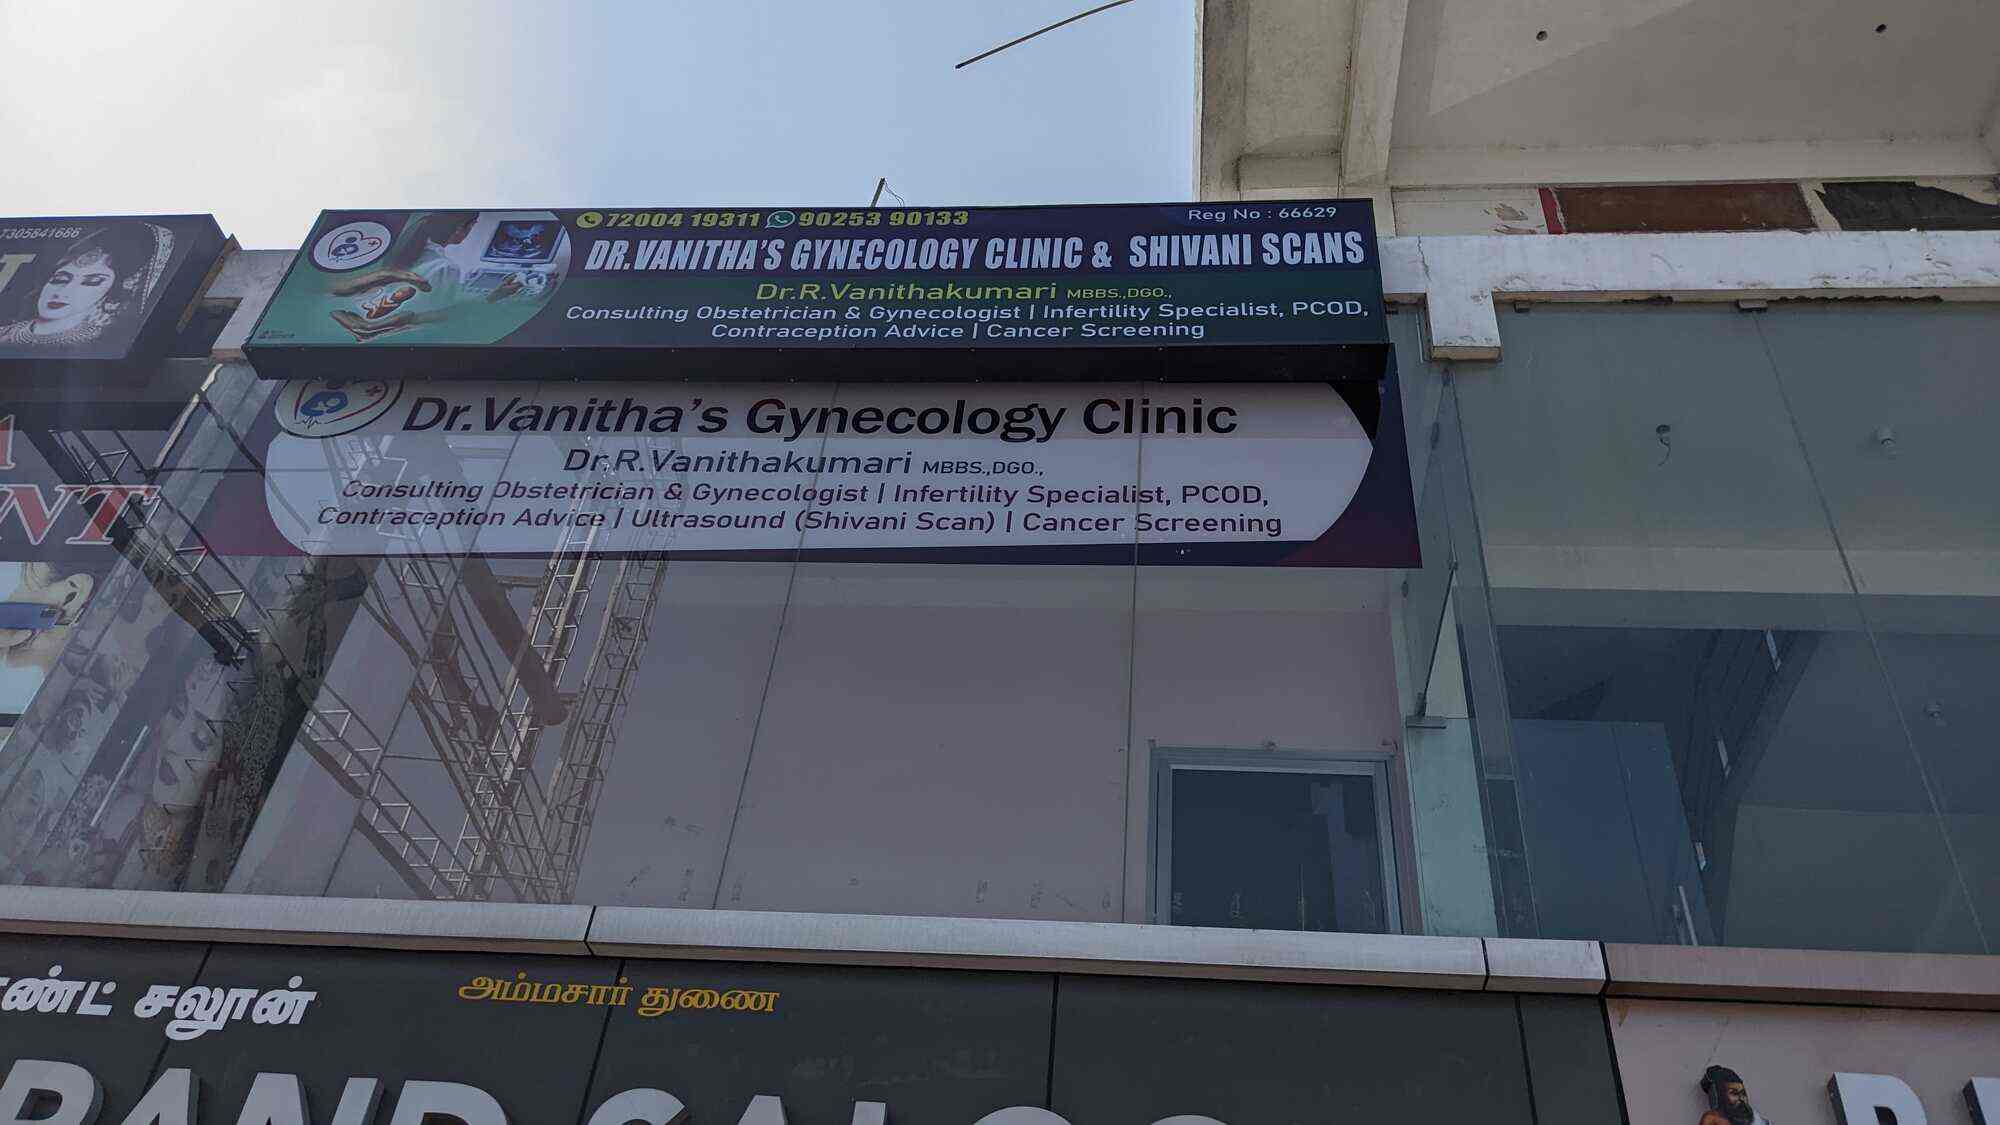 7305841686
72004 19311 90253 90133
Reg No : 66629
DR.VANITHA'S GYNECOLOGY CLINIC & SHIVANI SCANS
Dr.R.Vanithakumari MBBS.,DGO.,
Consulting Obstetrician & Gynecologist | Infertility Specialist, PCOD,
Contraception Advice | Cancer Screening
Dr.Vanitha's Gynecology Clinic
Dr.R.Vanithakumari MBBS.,DGO.,
Consulting Obstetrician & Gynecologist | Infertility Specialist, PCOD,
Contraception Advice | Ultrasound (Shivani Scan) | Cancer Screening
சலூன்
அம்மசார் துணை